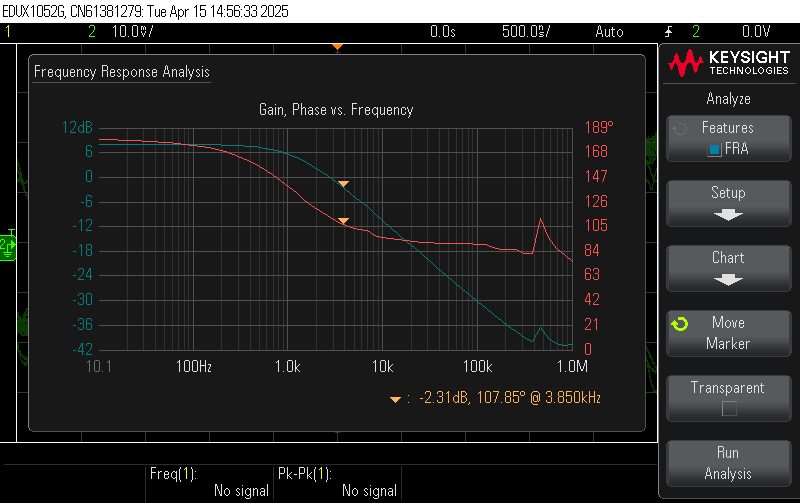 EDUX1052G, CN61381279: Tue Apr 15 14:56:33 2025
1 2 10.0V/ 0.0s 500.0s/ Auto 2 0.0V
KEYSIGHT
TECHNOLOGIES
Frequency Response Analysis
Analyze
Gain, Phase vs. Frequency
Features
FRA
12dB 189°
6 168
0 147
-6 126
-12 105
-18 84
-24 63
-30 42
-36 21
-42 0
10.1 100Hz 1.0k 10k 100k 1.0M
: -2.31dB, 107.85° @ 3.850kHz
2
Setup
Chart
Move
Marker
Transparent
Run
Analysis
Freq(1): Pk-Pk(1):
No signal No signal